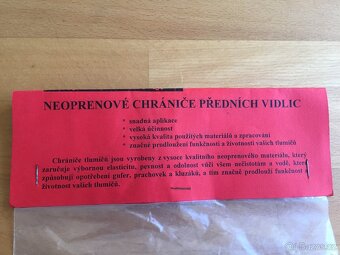 NEOPRENOVÉ CHRÁNIČE PŘEDNÍCH VIDLIC
* snadná aplikace
* velká účinnost
* vysoká kvalita použitých materiálů a zpracování
* značné prodloužení funkčnosti a životnosti vašich tlumičů
Chrániče tlumičů jsou vyrobeny z vysoce kvalitního neoprenového materiálu, který
zaručuje výbornou elasticitu, pevnost a odolnost vůči všem nečistotám a vodě, které
způsobují opotřebení gufer, prachovek a kluzáků, a tím značně prodlouží funkčnost
a životnost vašich tlumičů.